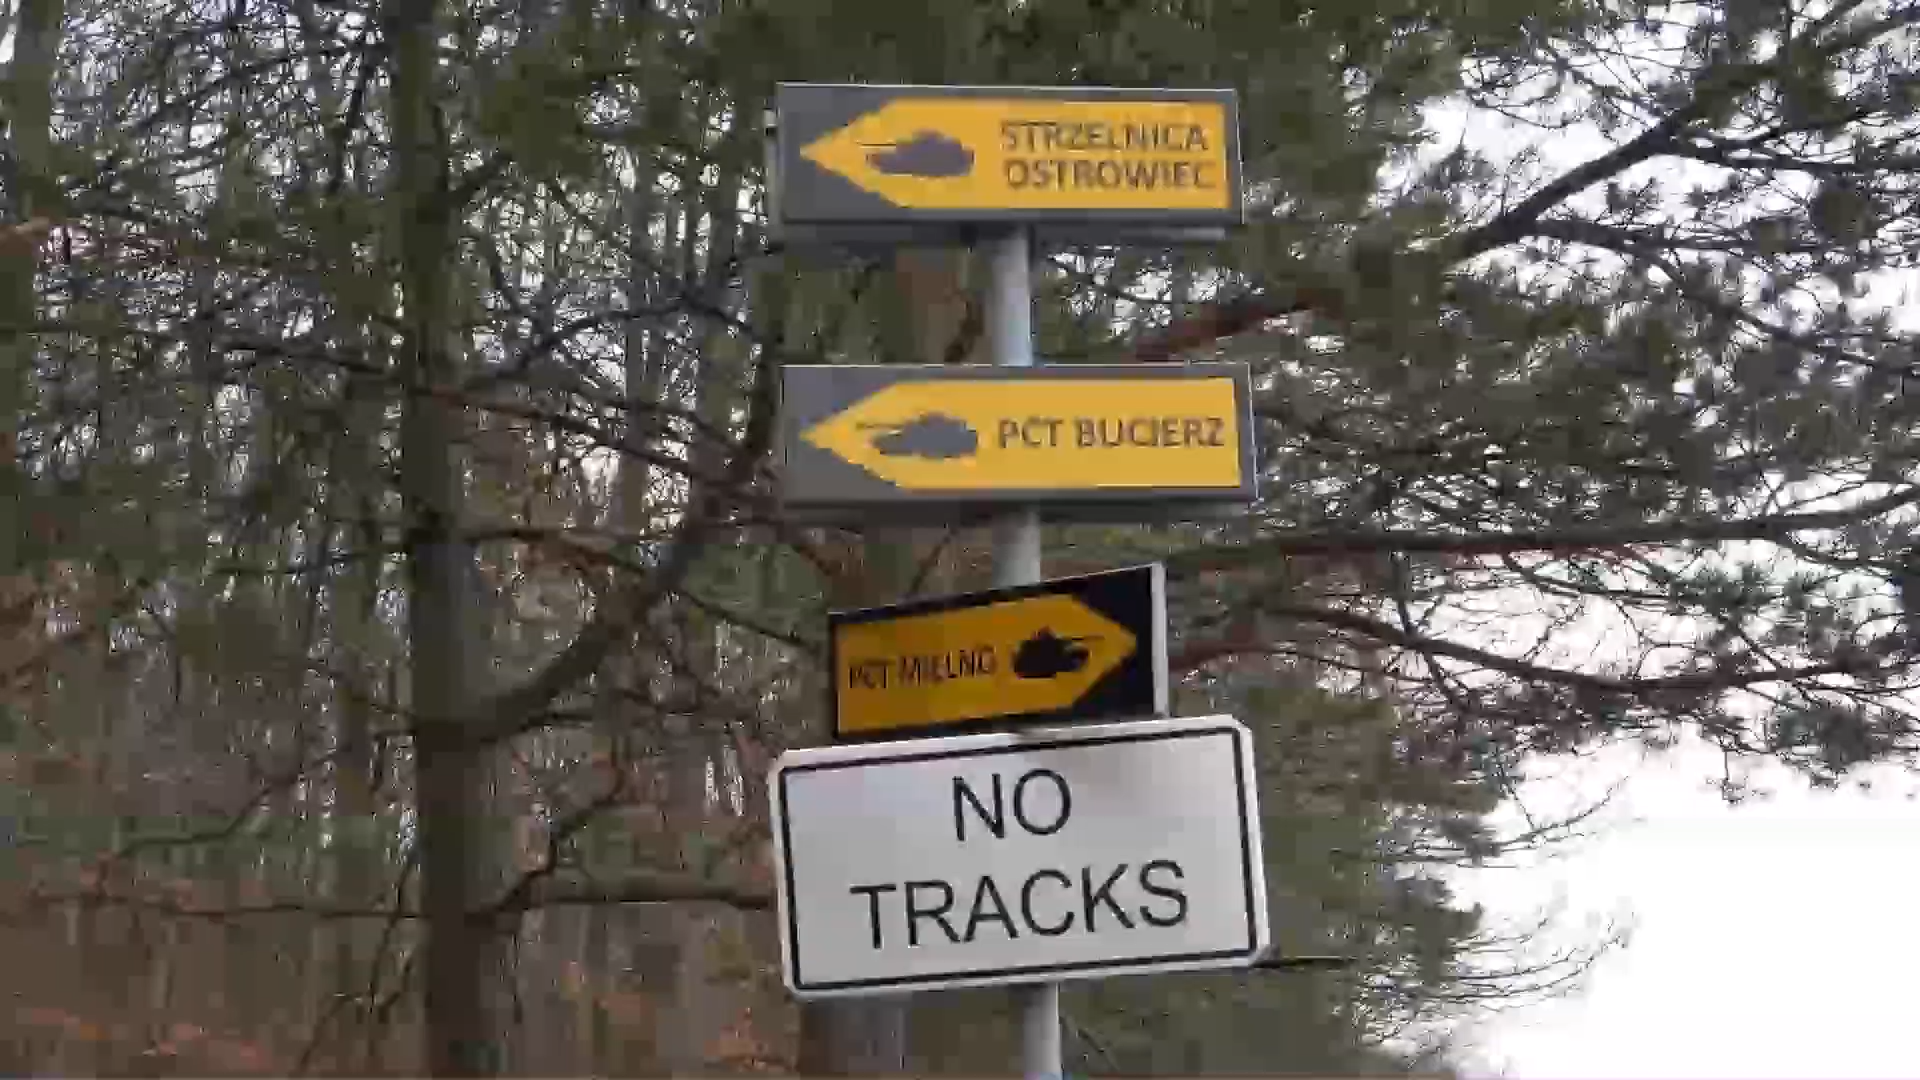 STRZELNICA
OSTROWIEC
PCT BUCIERZ
PCT MIELNO
NO
TRACKS